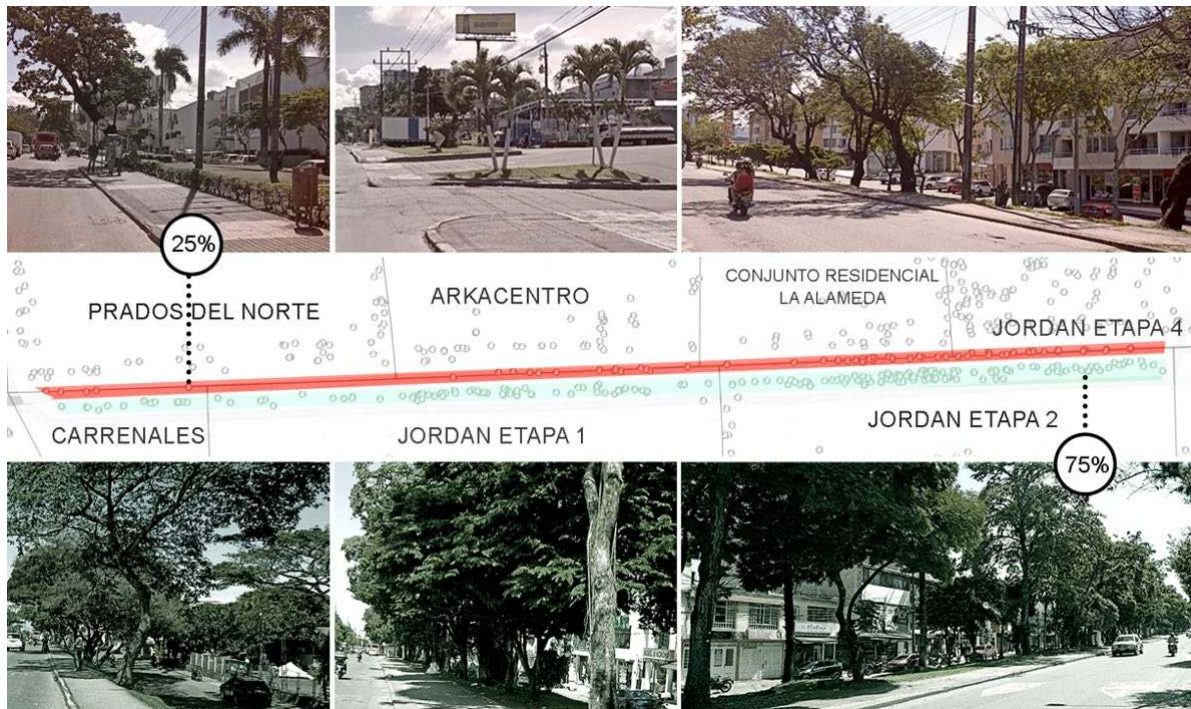 25%
PRADOS DEL NORTE
ARKACENTRO
CONJUNTO RESIDENCIAL
LA ALAMEDA
JORDAN ETAPA 4
CARRENALES
JORDAN ETAPA 1
JORDAN ETAPA 2
75%